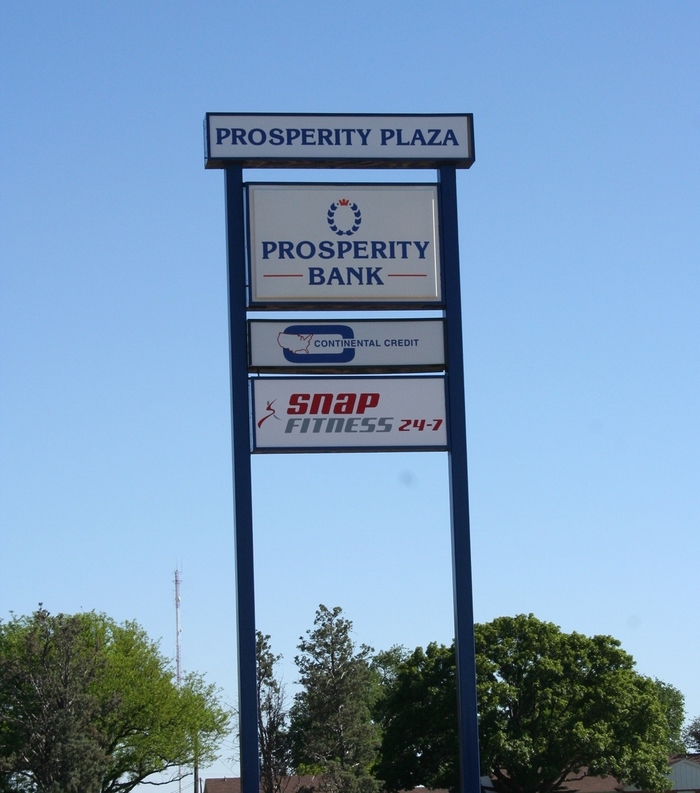 PROSPERITY PLAZA
PROSPERITY
BANK
CONTINENTAL CREDIT
SNAP
FITNESS 24-7